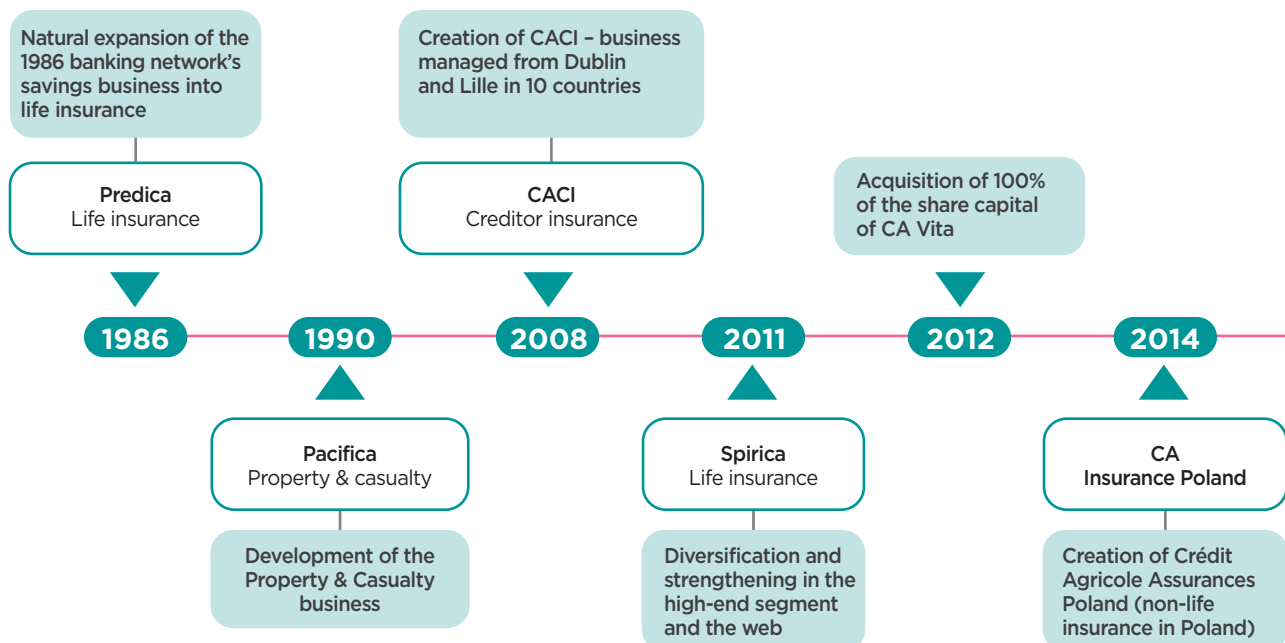 Natural expansion of the
1986 banking network's
savings business into
life insurance
Predica
Life insurance
Creation of CACI – business
managed from Dublin
and Lille in 10 countries
CACI
Creditor insurance
Acquisition of 100%
of the share capital
of CA Vita
1986
1990
2008
2011
2012
2014
Pacifica
Property & casualty
Development of the
Property & Casualty
business
Spirica
Life insurance
Diversification and
strengthening in the
high-end segment
and the web
CA
Insurance Poland
Creation of Crédit
Agricole Assurances
Poland (non-life
insurance in Poland)